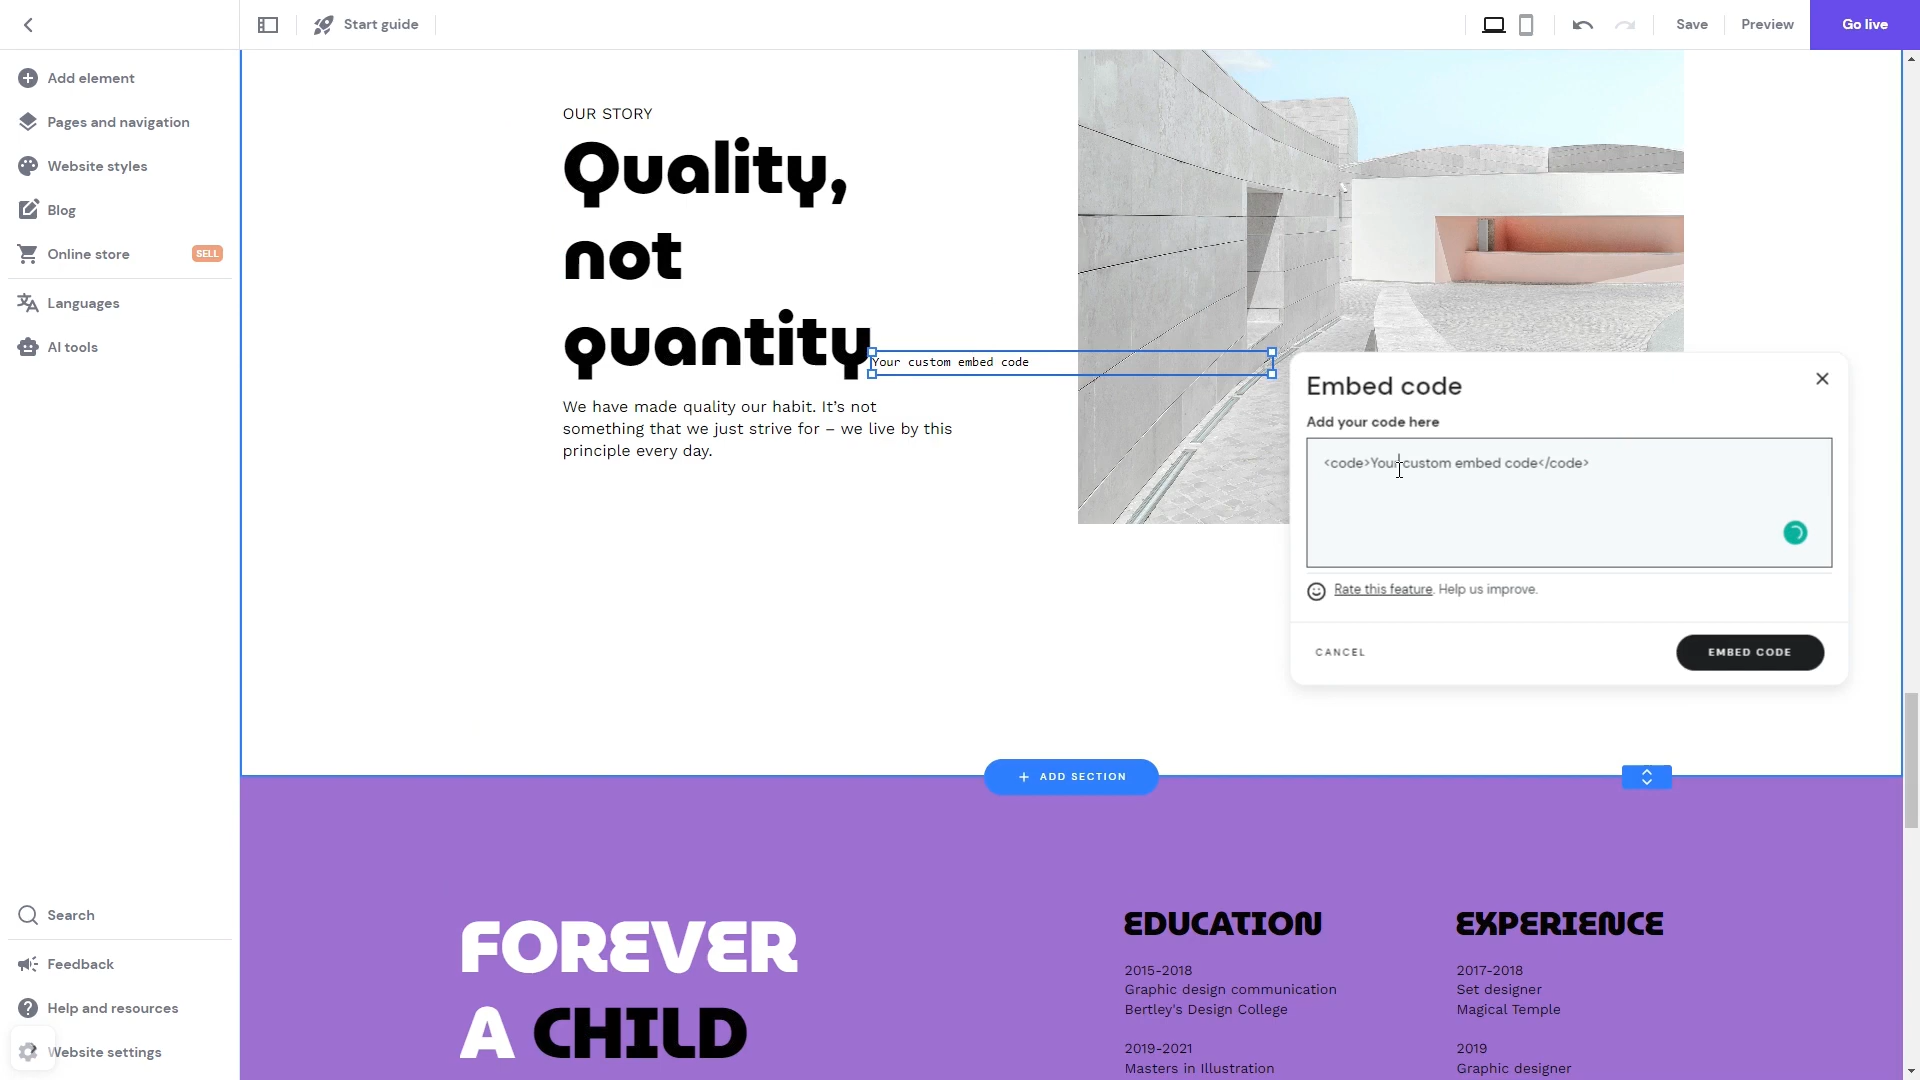 Start guide
Save
Preview
Go live
Add element
Pages and navigation
Website styles
Blog
Online store
SELL
Languages
AI tools
Search
Feedback
Help and resources
Website settings
OUR STORY
Quality,
not
quantity
Your custom embed code
We have made quality our habit. It’s not
something that we just strive for – we live by this
principle every day.
Embed code
Add your code here
<code>Your custom embed code</code>
Rate this feature. Help us improve.
CANCEL
EMBED CODE
+ ADD SECTION
FOREVER
A CHILD
EDUCATION
2015-2018
Graphic design communication
Bertley's Design College
2019-2021
Masters in Illustration
EXPERIENCE
2017-2018
Set designer
Magical Temple
2019
Graphic designer